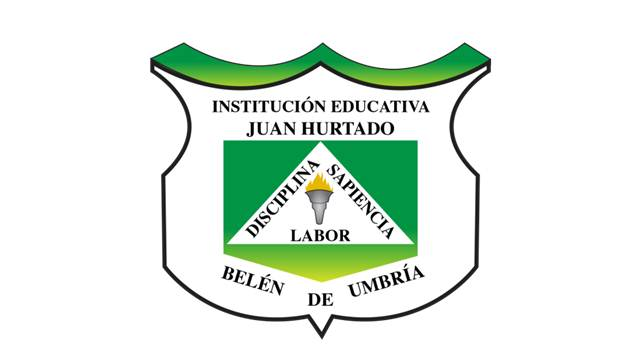 INSTITUCIÓN EDUCATIVA
JUAN HURTADO
DISCIPLINA
SAPIENCIA
LABOR
BELÉN DE UMBRÍA